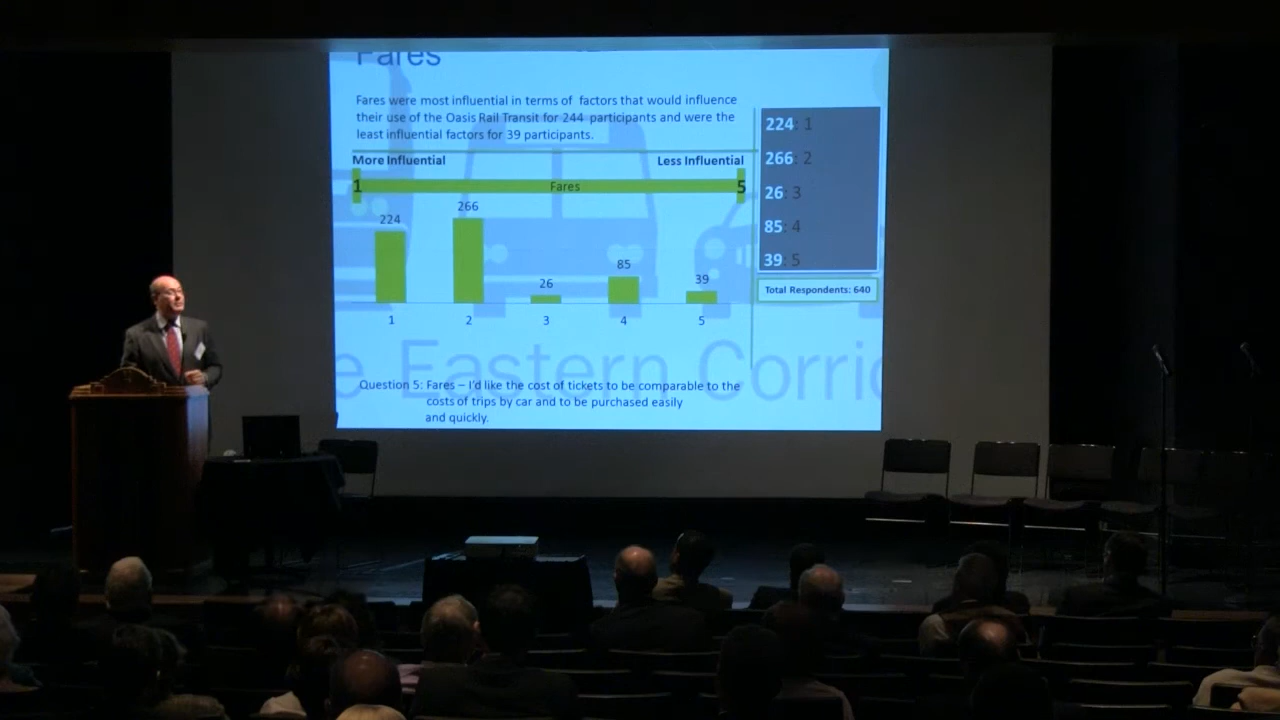 Fares
Fares were most influential in terms of factors that would influence
their use of the Oasis Rail Transit for 244 participants and were the
least influential factors for 39 participants.
More Influential Less Influential
1 Fares 5
224 266 26 85 39
1 2 3 4 5
224: 1
266: 2
26: 3
85: 4
39: 5
Total Respondents: 640
e Eastern Corri
Question 5: Fares – I'd like the cost of tickets to be comparable to the
costs of trips by car and to be purchased easily
and quickly.